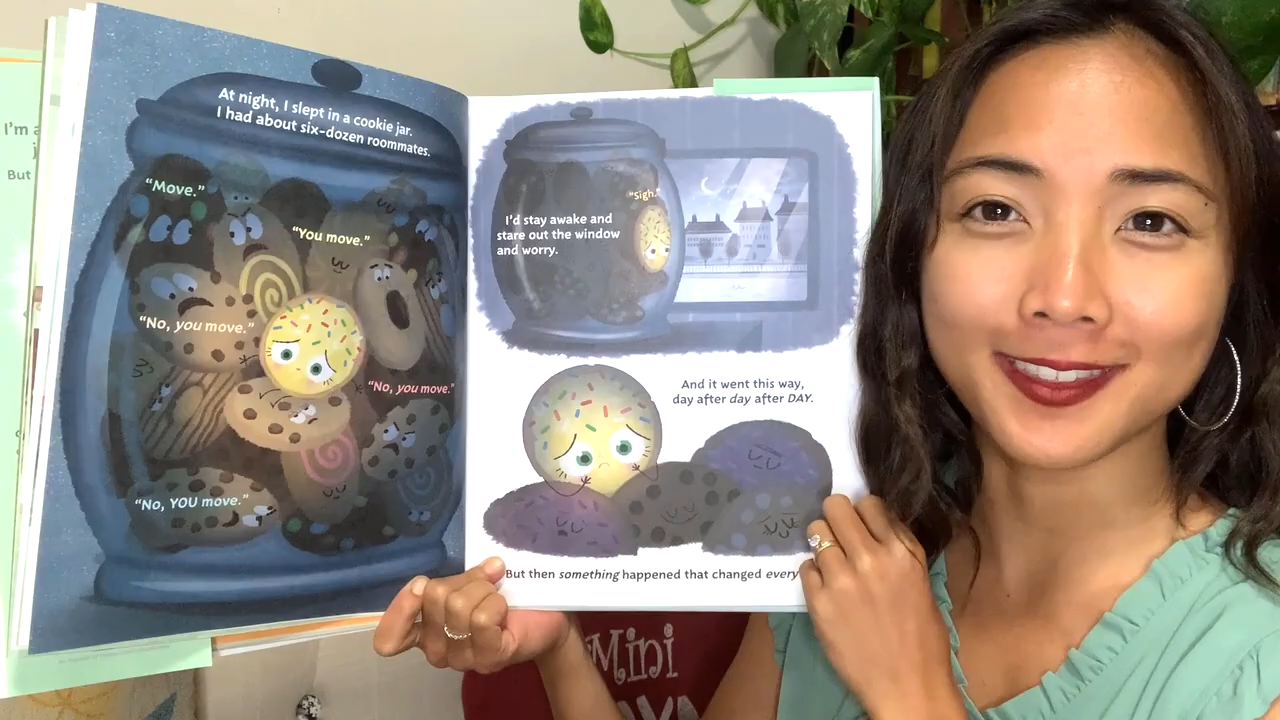 I'm a
But
At night, I slept in a cookie jar.
I had about six-dozen roommates.
"Move."
"You move."
"No, you move."
"No, you move."
"No, YOU move."
"Sigh."
I'd stay awake and
stare out the window
and worry.
And it went this way,
day after day after DAY.
But then something happened that changed every
Mini